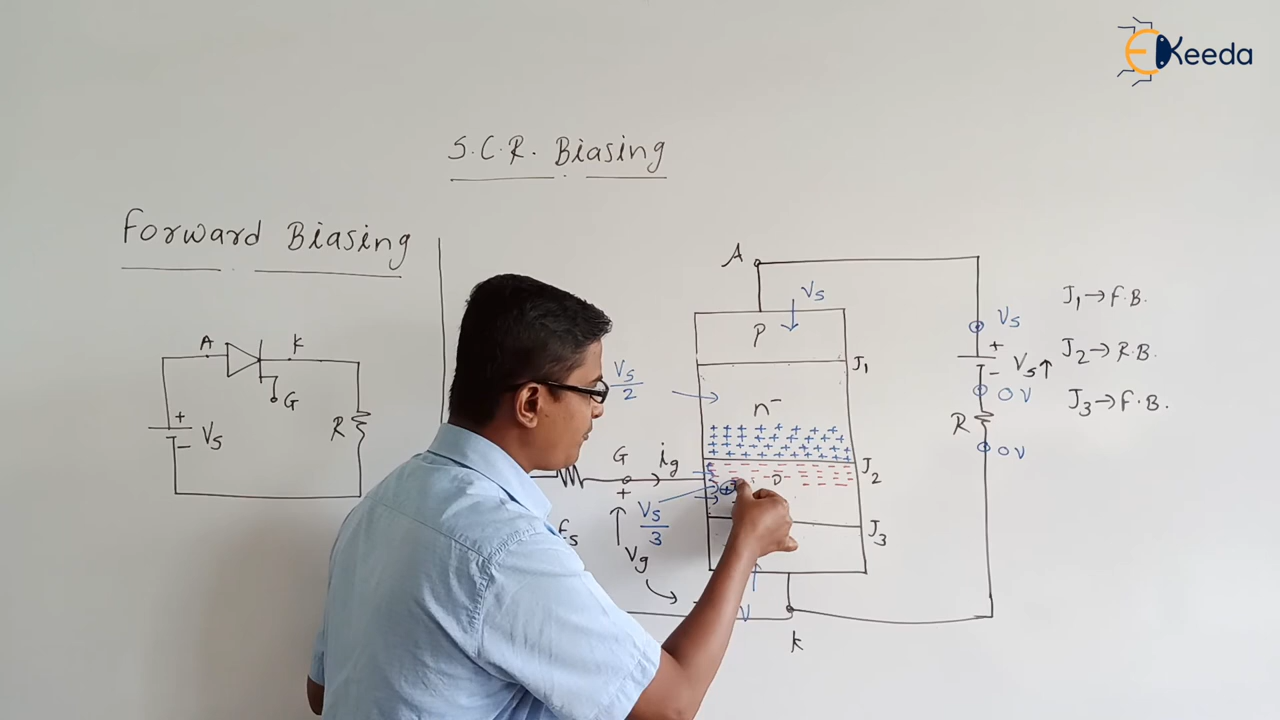 EKeeda
S.C.R. Biasing
Forward Biasing
A
K
G
+
-
Vs
R
A
Vs
P
J1
Vs/2
n-
J2
G
ig
+
Vs/3
Vg
J3
K
Vs
+
-
Vs↑
0V
R
0V
J1→F.B.
J2→R.B.
J3→F.B.